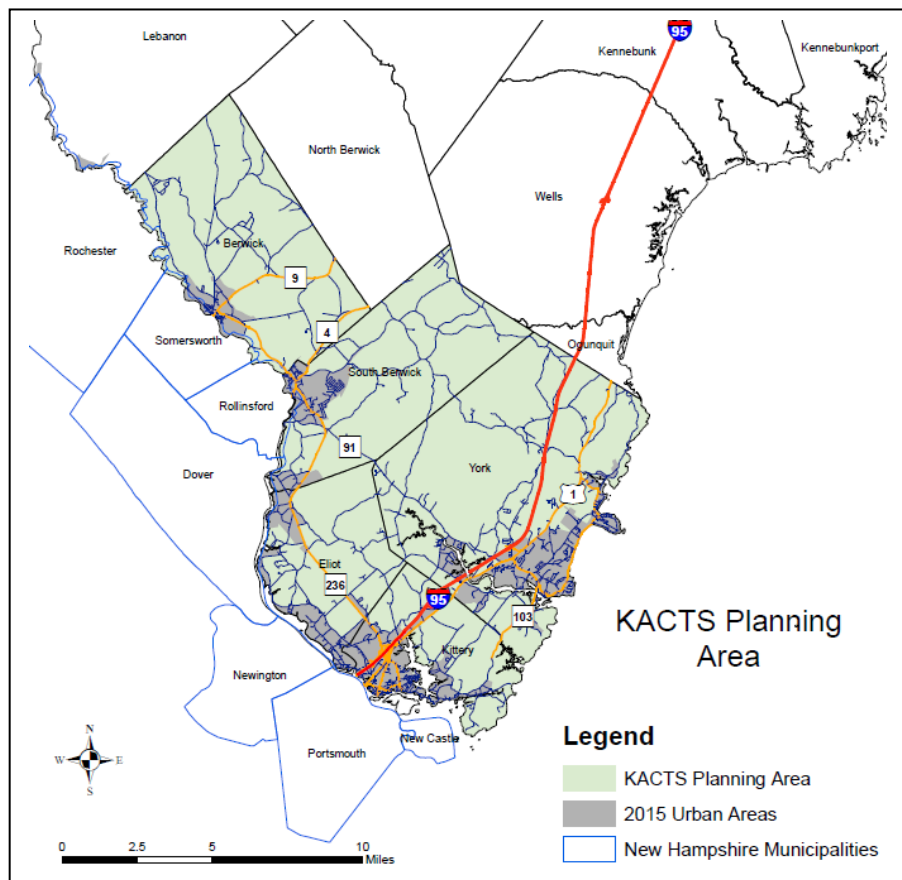 Lebanon
95
Kennebunk
Kennebunkport
North Berwick
Wells
Rochester
Berwick
9
4
Somersworth
Ogunquit
South Berwick
Rollinsford
91
Dover
York
1
Eliot
236
95
103
KACTS Planning
Area
Kittery
Newington
New Castle
Portsmouth
N
W
E
S
Legend
KACTS Planning Area
2015 Urban Areas
New Hampshire Municipalities
0 2.5 5 10
Miles